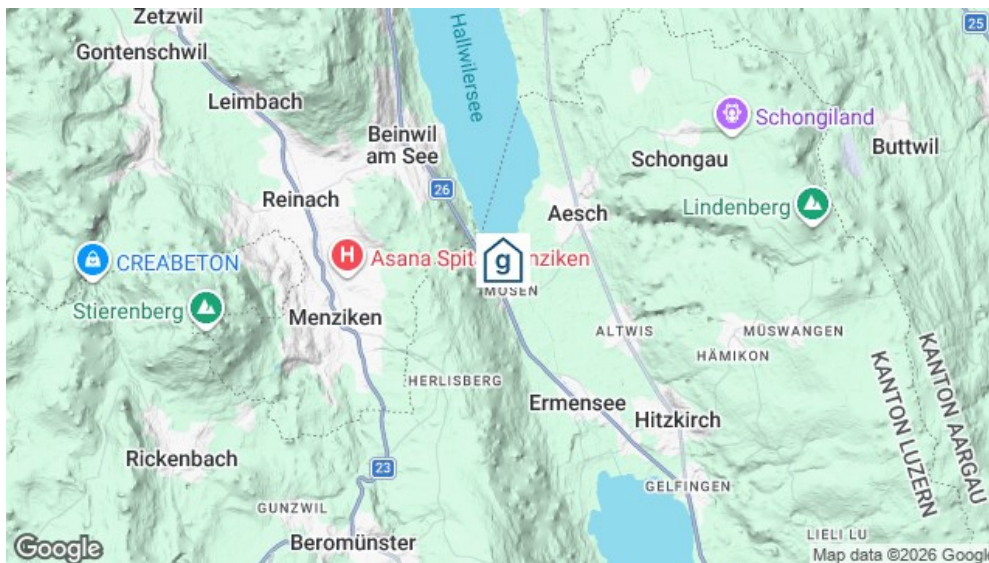 Zetzwil
25
Gontenschwil
Hallwilersee
Leimbach
Schongiland
Beinwil
am See
Buttwil
Schongau
26
Reinach
Aesch
Lindenberg
CREABETON
H
Asana Spit
nziken
g
Stierenberg
MOSEN
Menziken
ALTWIS
MÜSWANGEN
HÄMIKON
KANTON AARGAU
KANTON LUZERN
HERLISBERG
Ermensee
Hitzkirch
Rickenbach
23
GELFINGEN
GUNZWIL
Beromünster
LIELI LU
Google
Map data ©2026 Google